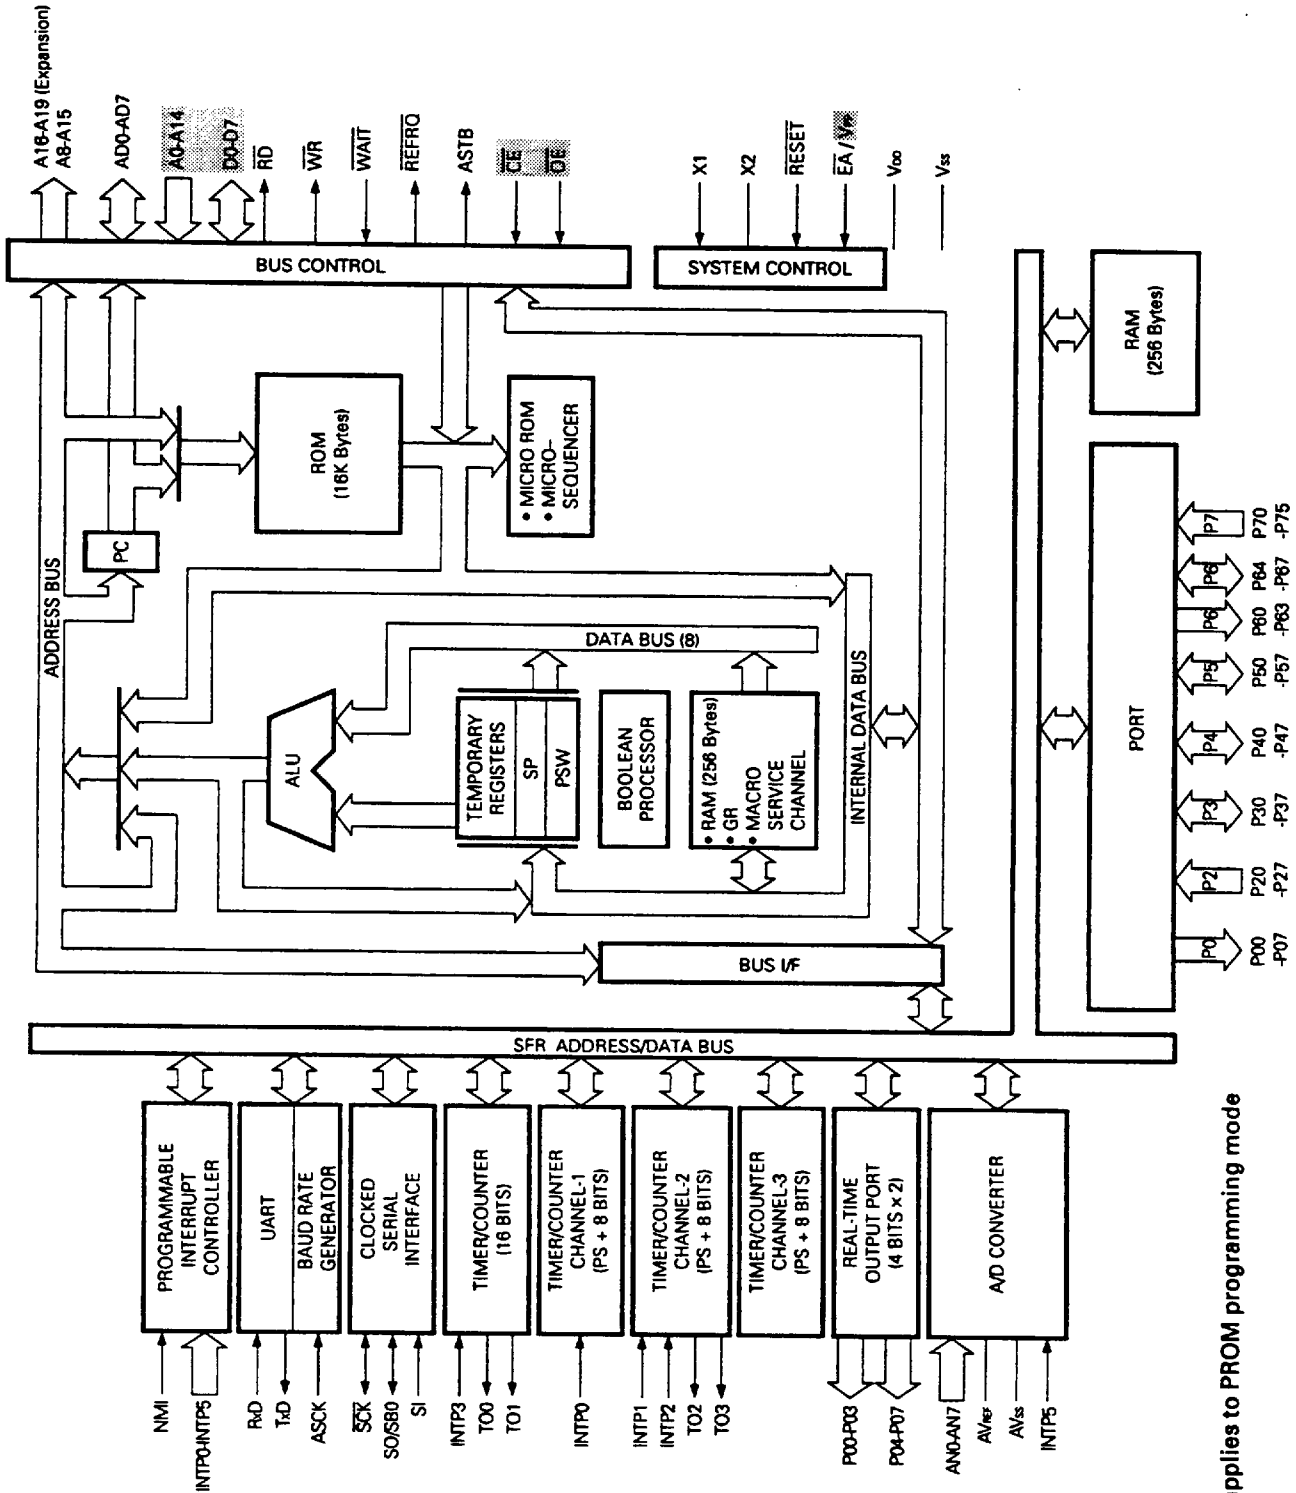 NMI
INTP0-INTP5
RxD
TxD
ASCK
SCK
SO/SB0
SI
INTP3
TO0
TO1
INTP0
INTP1
INTP2
TO2
TO3
P00-P03
P04-P07
AN0-AN7
AVREF
AVss
INTP5
PROGRAMMABLE
INTERRUPT
CONTROLLER
UART
BAUD RATE
GENERATOR
CLOCKED
SERIAL
INTERFACE
TIMER/COUNTER
(16 BITS)
TIMER/COUNTER
CHANNEL-1
(PS + 8 BITS)
TIMER/COUNTER
CHANNEL-2
(PS + 8 BITS)
TIMER/COUNTER
CHANNEL-3
(PS + 8 BITS)
REAL-TIME
OUTPUT PORT
(4 BITS x 2)
A/D CONVERTER
SFR ADDRESS/DATA BUS
BUS I/F
ADDRESS BUS
ALU
TEMPORARY
REGISTERS
SP
PSW
BOOLEAN
PROCESSOR
• RAM (256 Bytes)
• GR
• MACRO
SERVICE
CHANNEL
DATA BUS (8)
INTERNAL DATA BUS
PC
ROM
(16K Bytes)
• MICRO ROM
• MICRO-
SEQUENCER
BUS CONTROL
SYSTEM CONTROL
A16-A19 (Expansion)
A8-A15
AD0-AD7
A0-A14
D0-D7
RD
WR
WAIT
REFRQ
ASTB
CE
OE
X1
X2
RESET
EA / VPP
VDD
Vss
RAM
(256 Bytes)
PORT
P0
P2
P3
P4
P5
P6
P6
P7
P00
-P07
P20
-P27
P30
-P37
P40
-P47
P50
-P57
P60
-P63
P64
-P67
P70
-P75
to PROM programming mode